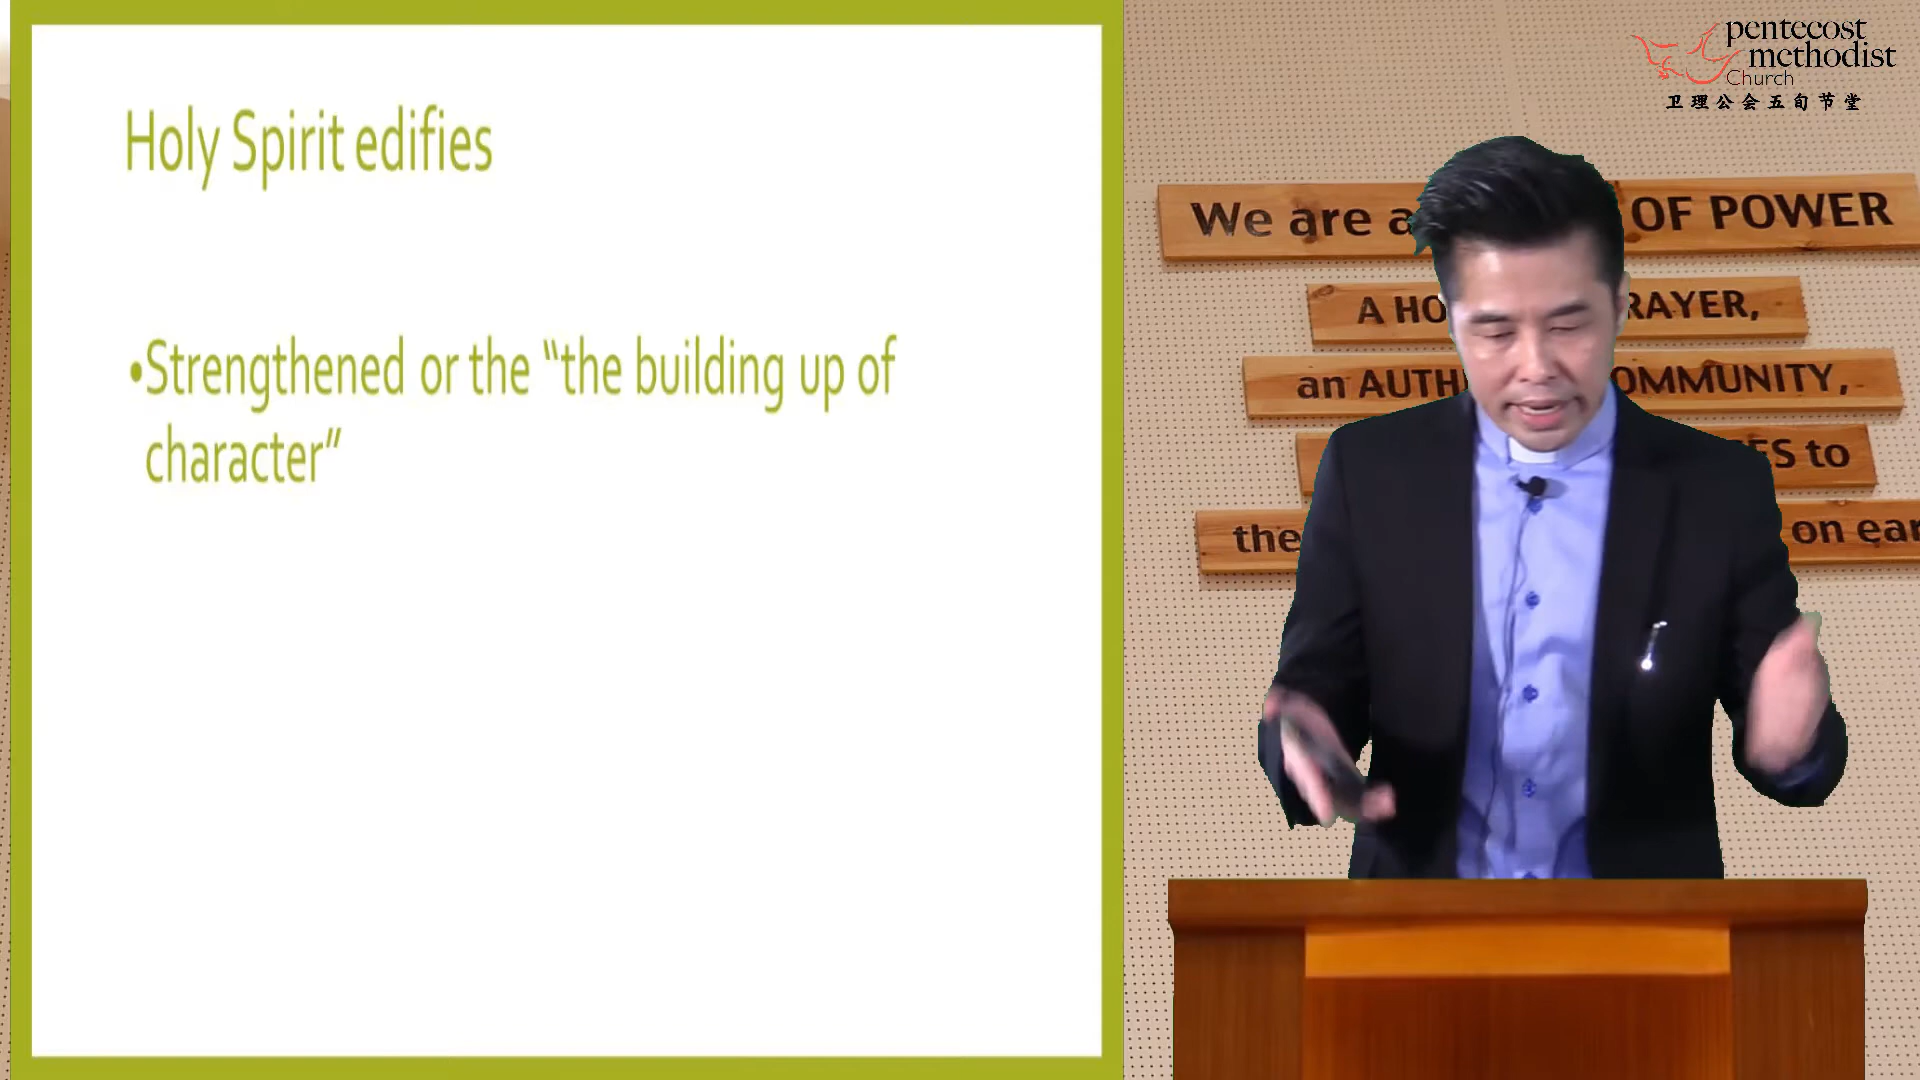 Holy Spirit edifies
•Strengthened or the “the building up of
character”
pentecost
methodist
Church
卫理公会五旬节堂
We are a OF POWER
A HO RAYER,
an AUTH OMMUNITY,
ES to
the on ear